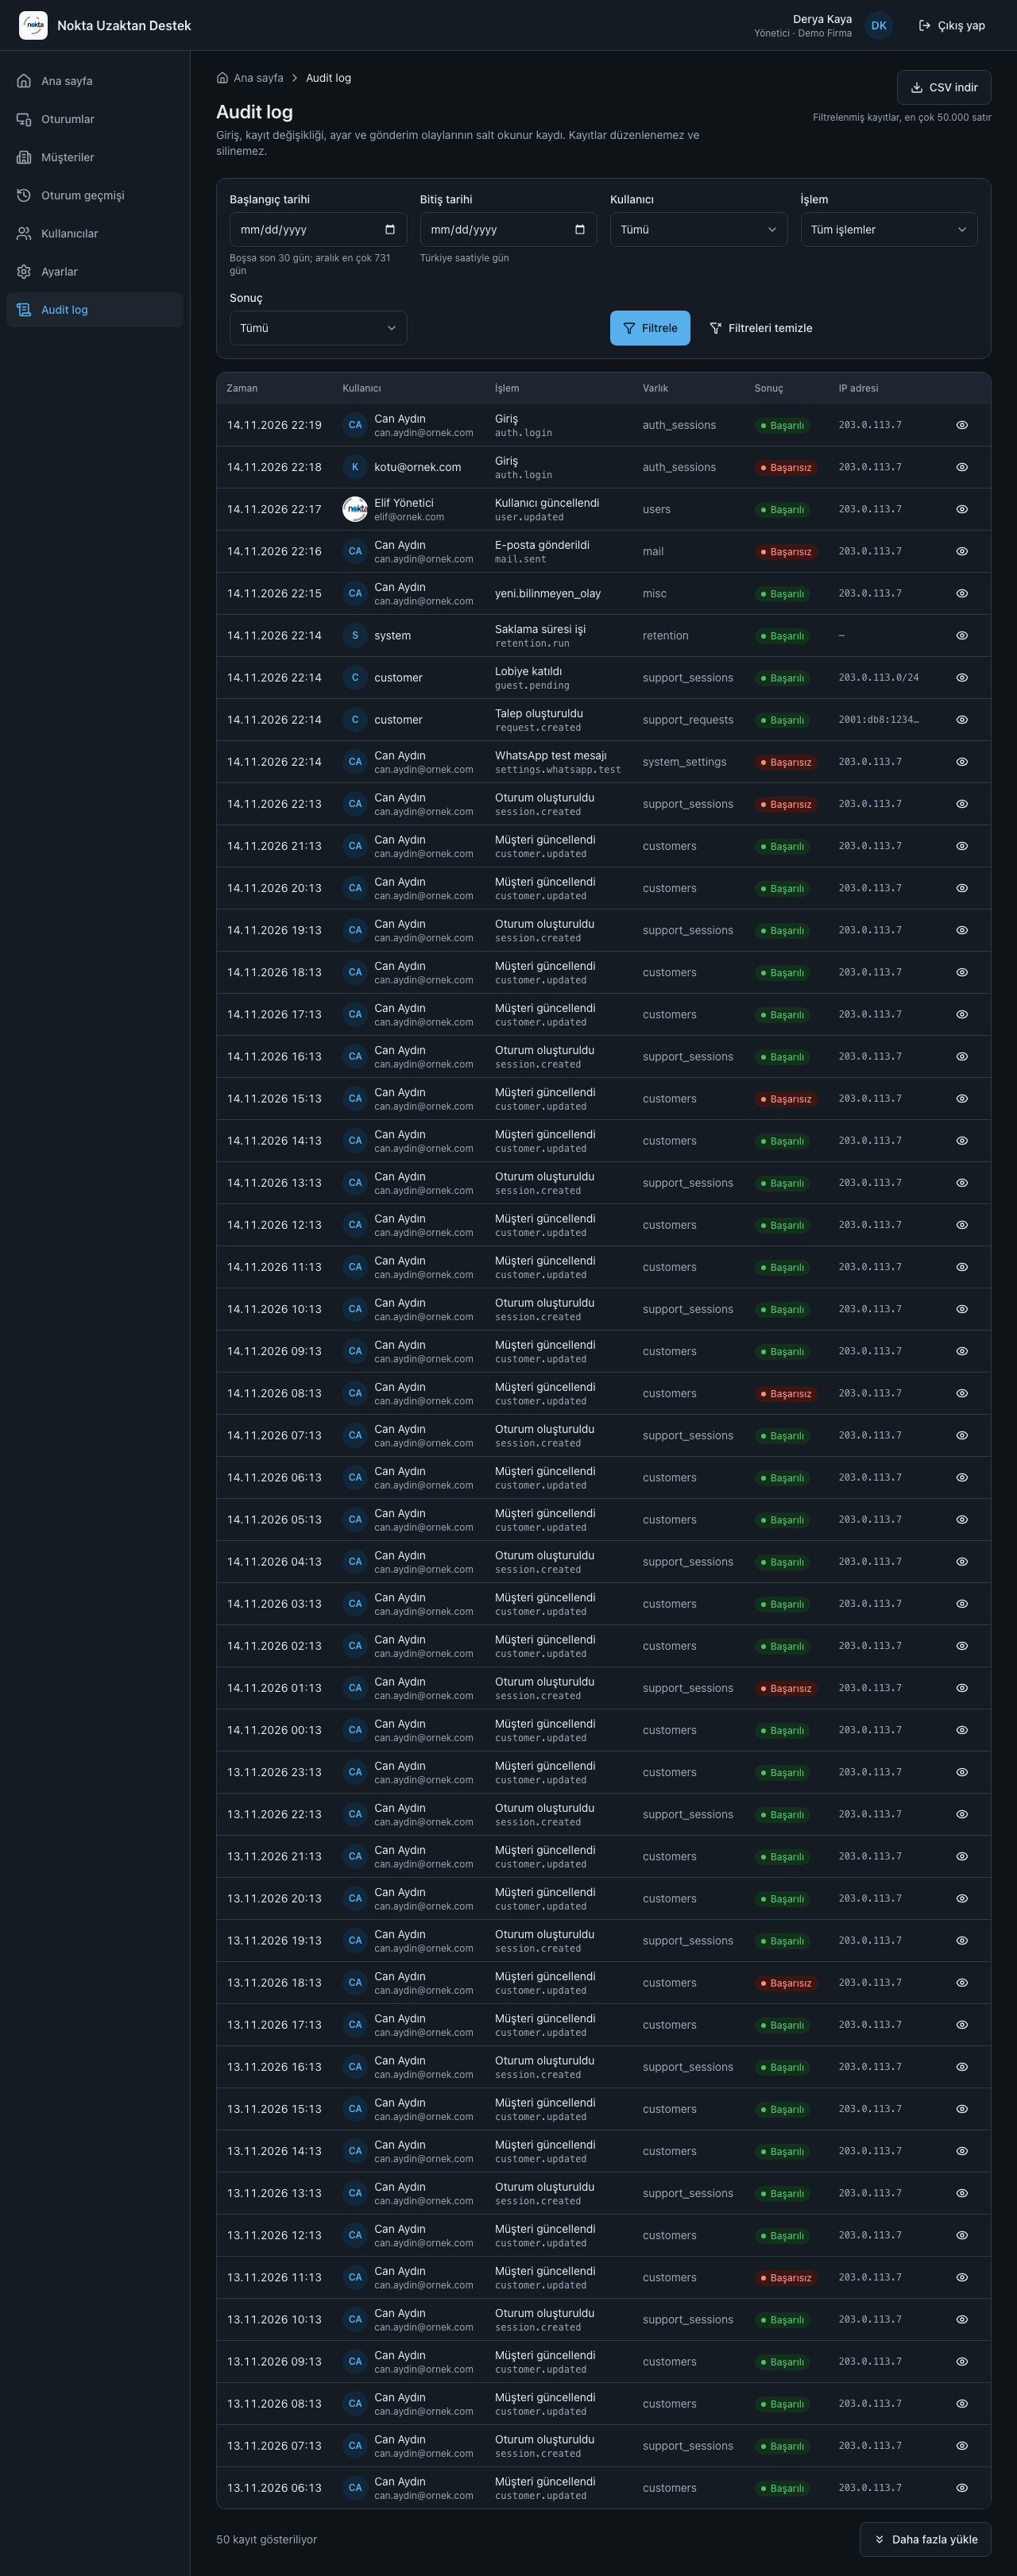 nokta
Nokta Uzaktan Destek
Derya Kaya
Yönetici · Demo Firma
DK
Çıkış yap
Ana sayfa
Oturumlar
Müşteriler
Oturum geçmişi
Kullanıcılar
Ayarlar
Audit log
Ana sayfa
Audit log
Audit log
Giriş, kayıt değişikliği, ayar ve gönderim olaylarının salt okunur kaydı. Kayıtlar düzenlenemez ve
silinemez.
CSV indir
Filtrelenmiş kayıtlar, en çok 50.000 satır
Başlangıç tarihi
mm/dd/yyyy
Boşsa son 30 gün; aralık en çok 731
gün
Bitiş tarihi
mm/dd/yyyy
Türkiye saatiyle gün
Kullanıcı
Tümü
İşlem
Tüm işlemler
Sonuç
Tümü
Filtrele
Filtreleri temizle
Zaman Kullanıcı İşlem Varlık Sonuç IP adresi
14.11.2026 22:19 CA Can Aydın Giriş auth_sessions Başarılı 203.0.113.7
can.aydin@ornek.com auth.login
14.11.2026 22:18 K kotu@ornek.com Giriş auth_sessions Başarısız 203.0.113.7
auth.login
14.11.2026 22:17 nokta Elif Yönetici Kullanıcı güncellendi users Başarılı 203.0.113.7
elif@ornek.com user.updated
14.11.2026 22:16 CA Can Aydın E-posta gönderildi mail Başarısız 203.0.113.7
can.aydin@ornek.com mail.sent
14.11.2026 22:15 CA Can Aydın yeni.bilinmeyen_olay misc Başarılı 203.0.113.7
can.aydin@ornek.com
14.11.2026 22:14 S system Saklama süresi işi retention Başarılı –
retention.run
14.11.2026 22:14 C customer Lobiye katıldı support_sessions Başarılı 203.0.113.0/24
guest.pending
14.11.2026 22:14 C customer Talep oluşturuldu support_requests Başarılı 2001:db8:1234…
request.created
14.11.2026 22:14 CA Can Aydın WhatsApp test mesajı system_settings Başarısız 203.0.113.7
can.aydin@ornek.com settings.whatsapp.test
14.11.2026 22:13 CA Can Aydın Oturum oluşturuldu support_sessions Başarısız 203.0.113.7
can.aydin@ornek.com session.created
14.11.2026 21:13 CA Can Aydın Müşteri güncellendi customers Başarılı 203.0.113.7
can.aydin@ornek.com customer.updated
14.11.2026 20:13 CA Can Aydın Müşteri güncellendi customers Başarılı 203.0.113.7
can.aydin@ornek.com customer.updated
14.11.2026 19:13 CA Can Aydın Oturum oluşturuldu support_sessions Başarılı 203.0.113.7
can.aydin@ornek.com session.created
14.11.2026 18:13 CA Can Aydın Müşteri güncellendi customers Başarılı 203.0.113.7
can.aydin@ornek.com customer.updated
14.11.2026 17:13 CA Can Aydın Müşteri güncellendi customers Başarılı 203.0.113.7
can.aydin@ornek.com customer.updated
14.11.2026 16:13 CA Can Aydın Oturum oluşturuldu support_sessions Başarılı 203.0.113.7
can.aydin@ornek.com session.created
14.11.2026 15:13 CA Can Aydın Müşteri güncellendi customers Başarısız 203.0.113.7
can.aydin@ornek.com customer.updated
14.11.2026 14:13 CA Can Aydın Müşteri güncellendi customers Başarılı 203.0.113.7
can.aydin@ornek.com customer.updated
14.11.2026 13:13 CA Can Aydın Oturum oluşturuldu support_sessions Başarılı 203.0.113.7
can.aydin@ornek.com session.created
14.11.2026 12:13 CA Can Aydın Müşteri güncellendi customers Başarılı 203.0.113.7
can.aydin@ornek.com customer.updated
14.11.2026 11:13 CA Can Aydın Müşteri güncellendi customers Başarılı 203.0.113.7
can.aydin@ornek.com customer.updated
14.11.2026 10:13 CA Can Aydın Oturum oluşturuldu support_sessions Başarılı 203.0.113.7
can.aydin@ornek.com session.created
14.11.2026 09:13 CA Can Aydın Müşteri güncellendi customers Başarılı 203.0.113.7
can.aydin@ornek.com customer.updated
14.11.2026 08:13 CA Can Aydın Müşteri güncellendi customers Başarısız 203.0.113.7
can.aydin@ornek.com customer.updated
14.11.2026 07:13 CA Can Aydın Oturum oluşturuldu support_sessions Başarılı 203.0.113.7
can.aydin@ornek.com session.created
14.11.2026 06:13 CA Can Aydın Müşteri güncellendi customers Başarılı 203.0.113.7
can.aydin@ornek.com customer.updated
14.11.2026 05:13 CA Can Aydın Müşteri güncellendi customers Başarılı 203.0.113.7
can.aydin@ornek.com customer.updated
14.11.2026 04:13 CA Can Aydın Oturum oluşturuldu support_sessions Başarılı 203.0.113.7
can.aydin@ornek.com session.created
14.11.2026 03:13 CA Can Aydın Müşteri güncellendi customers Başarılı 203.0.113.7
can.aydin@ornek.com customer.updated
14.11.2026 02:13 CA Can Aydın Müşteri güncellendi customers Başarılı 203.0.113.7
can.aydin@ornek.com customer.updated
14.11.2026 01:13 CA Can Aydın Oturum oluşturuldu support_sessions Başarısız 203.0.113.7
can.aydin@ornek.com session.created
14.11.2026 00:13 CA Can Aydın Müşteri güncellendi customers Başarılı 203.0.113.7
can.aydin@ornek.com customer.updated
13.11.2026 23:13 CA Can Aydın Müşteri güncellendi customers Başarılı 203.0.113.7
can.aydin@ornek.com customer.updated
13.11.2026 22:13 CA Can Aydın Oturum oluşturuldu support_sessions Başarılı 203.0.113.7
can.aydin@ornek.com session.created
13.11.2026 21:13 CA Can Aydın Müşteri güncellendi customers Başarılı 203.0.113.7
can.aydin@ornek.com customer.updated
13.11.2026 20:13 CA Can Aydın Müşteri güncellendi customers Başarılı 203.0.113.7
can.aydin@ornek.com customer.updated
13.11.2026 19:13 CA Can Aydın Oturum oluşturuldu support_sessions Başarılı 203.0.113.7
can.aydin@ornek.com session.created
13.11.2026 18:13 CA Can Aydın Müşteri güncellendi customers Başarısız 203.0.113.7
can.aydin@ornek.com customer.updated
13.11.2026 17:13 CA Can Aydın Müşteri güncellendi customers Başarılı 203.0.113.7
can.aydin@ornek.com customer.updated
13.11.2026 16:13 CA Can Aydın Oturum oluşturuldu support_sessions Başarılı 203.0.113.7
can.aydin@ornek.com session.created
13.11.2026 15:13 CA Can Aydın Müşteri güncellendi customers Başarılı 203.0.113.7
can.aydin@ornek.com customer.updated
13.11.2026 14:13 CA Can Aydın Müşteri güncellendi customers Başarılı 203.0.113.7
can.aydin@ornek.com customer.updated
13.11.2026 13:13 CA Can Aydın Oturum oluşturuldu support_sessions Başarılı 203.0.113.7
can.aydin@ornek.com session.created
13.11.2026 12:13 CA Can Aydın Müşteri güncellendi customers Başarılı 203.0.113.7
can.aydin@ornek.com customer.updated
13.11.2026 11:13 CA Can Aydın Müşteri güncellendi customers Başarısız 203.0.113.7
can.aydin@ornek.com customer.updated
13.11.2026 10:13 CA Can Aydın Oturum oluşturuldu support_sessions Başarılı 203.0.113.7
can.aydin@ornek.com session.created
13.11.2026 09:13 CA Can Aydın Müşteri güncellendi customers Başarılı 203.0.113.7
can.aydin@ornek.com customer.updated
13.11.2026 08:13 CA Can Aydın Müşteri güncellendi customers Başarılı 203.0.113.7
can.aydin@ornek.com customer.updated
13.11.2026 07:13 CA Can Aydın Oturum oluşturuldu support_sessions Başarılı 203.0.113.7
can.aydin@ornek.com session.created
13.11.2026 06:13 CA Can Aydın Müşteri güncellendi customers Başarılı 203.0.113.7
can.aydin@ornek.com customer.updated
50 kayıt gösteriliyor
Daha fazla yükle